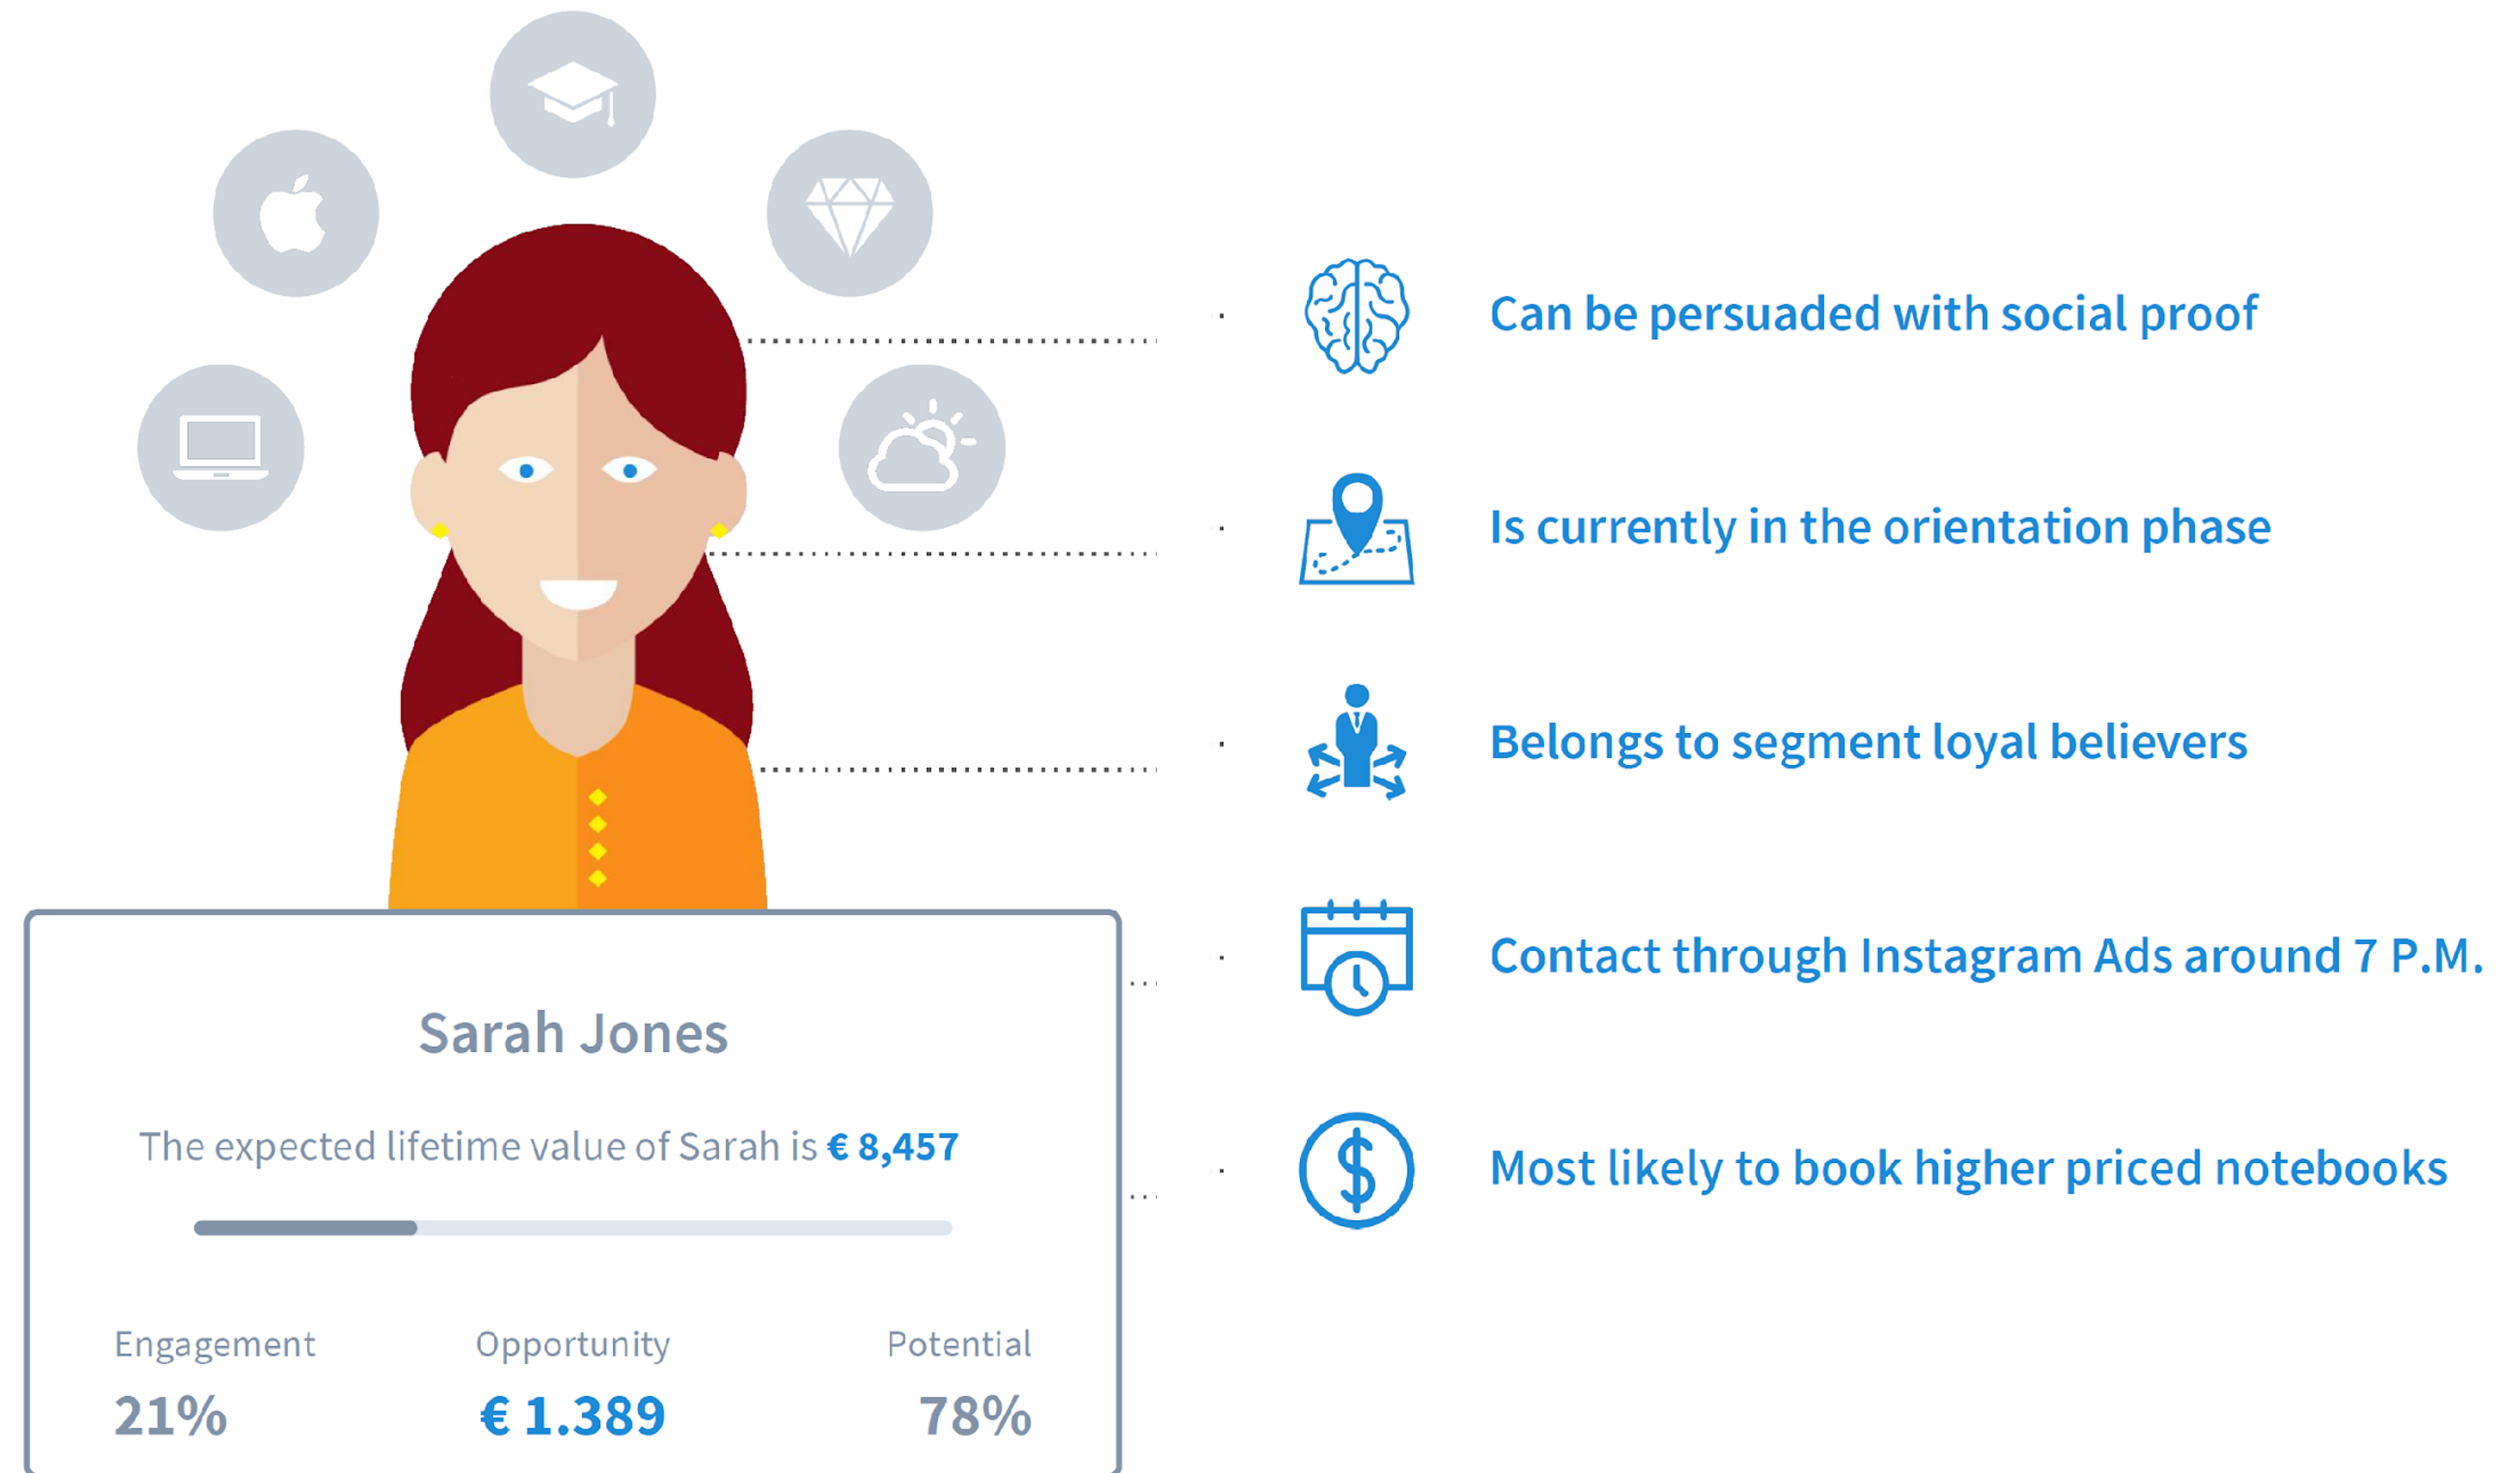 Can be persuaded with social proof
Is currently in the orientation phase
Belongs to segment loyal believers
Contact through Instagram Ads around 7 P.M.
Most likely to book higher priced notebooks
Sarah Jones
The expected lifetime value of Sarah is € 8,457
Engagement Opportunity Potential
21% € 1.389 78%